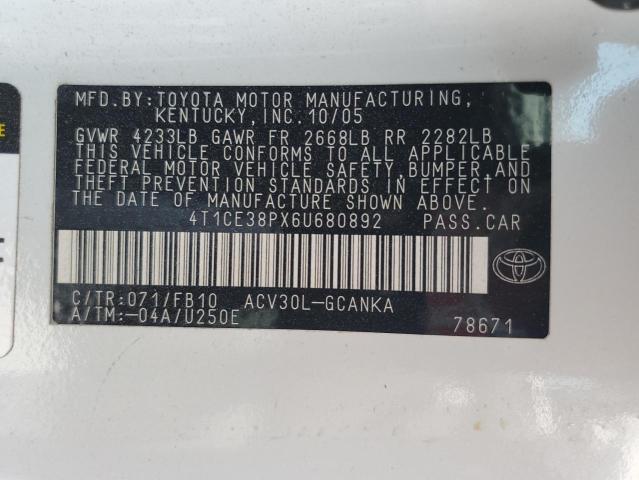 MFD.BY:TOYOTA MOTOR MANUFACTURING,
KENTUCKY, INC.10/05
GVWR 4233LB GAWR FR 2668LB RR 2282LB
THIS VEHICLE CONFORMS TO ALL APPLICABLE
FEDERAL MOTOR VEHICLE SAFETY, BUMPER, AND
THEFT PREVENTION STANDARDS IN EFFECT ON
THE DATE OF MANUFACTURE SHOWN ABOVE.
4T1CE38PX6U680892 PASS.CAR
C/TR:071/FB10 ACV30L-GCANKA
A/TM:-04A/U250E
78671